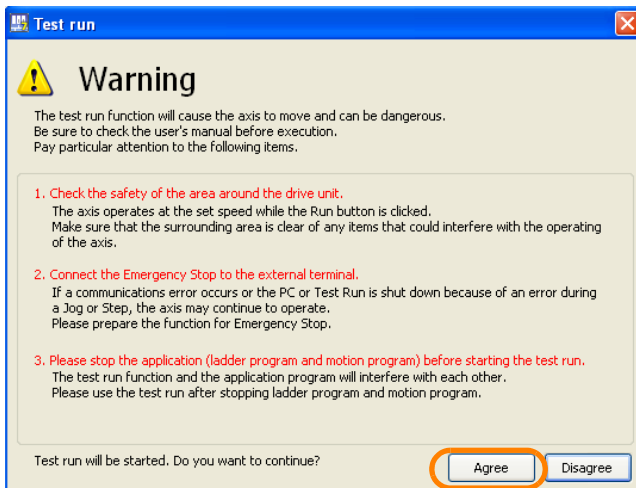 Test run
Warning
The test run function will cause the axis to move and can be dangerous.
Be sure to check the user's manual before execution.
Pay particular attention to the following items.
1. Check the safety of the area around the drive unit.
The axis operates at the set speed while the Run button is clicked.
Make sure that the surrounding area is clear of any items that could interfere with the operating
of the axis.
2. Connect the Emergency Stop to the external terminal.
If a communications error occurs or the PC or Test Run is shut down because of an error during
a Jog or Step, the axis may continue to operate.
Please prepare the function for Emergency Stop.
3. Please stop the application (ladder program and motion program) before starting the test run.
The test run function and the application program will interfere with each other.
Please use the test run after stopping ladder program and motion program.
Test run will be started. Do you want to continue?
Agree
Disagree